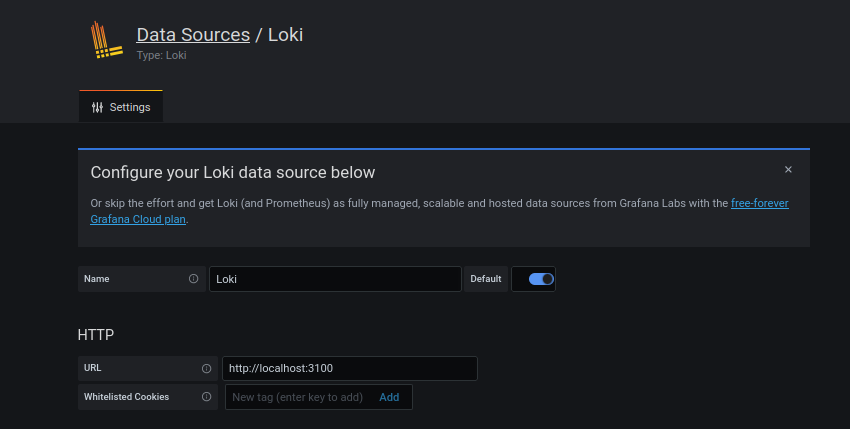 Data Sources / Loki
Type: Loki
Settings
Configure your Loki data source below
Or skip the effort and get Loki (and Prometheus) as fully managed, scalable and hosted data sources from Grafana Labs with the free-forever
Grafana Cloud plan.
Name Loki Default
HTTP
URL http://localhost:3100
Whitelisted Cookies New tag (enter key to add) Add